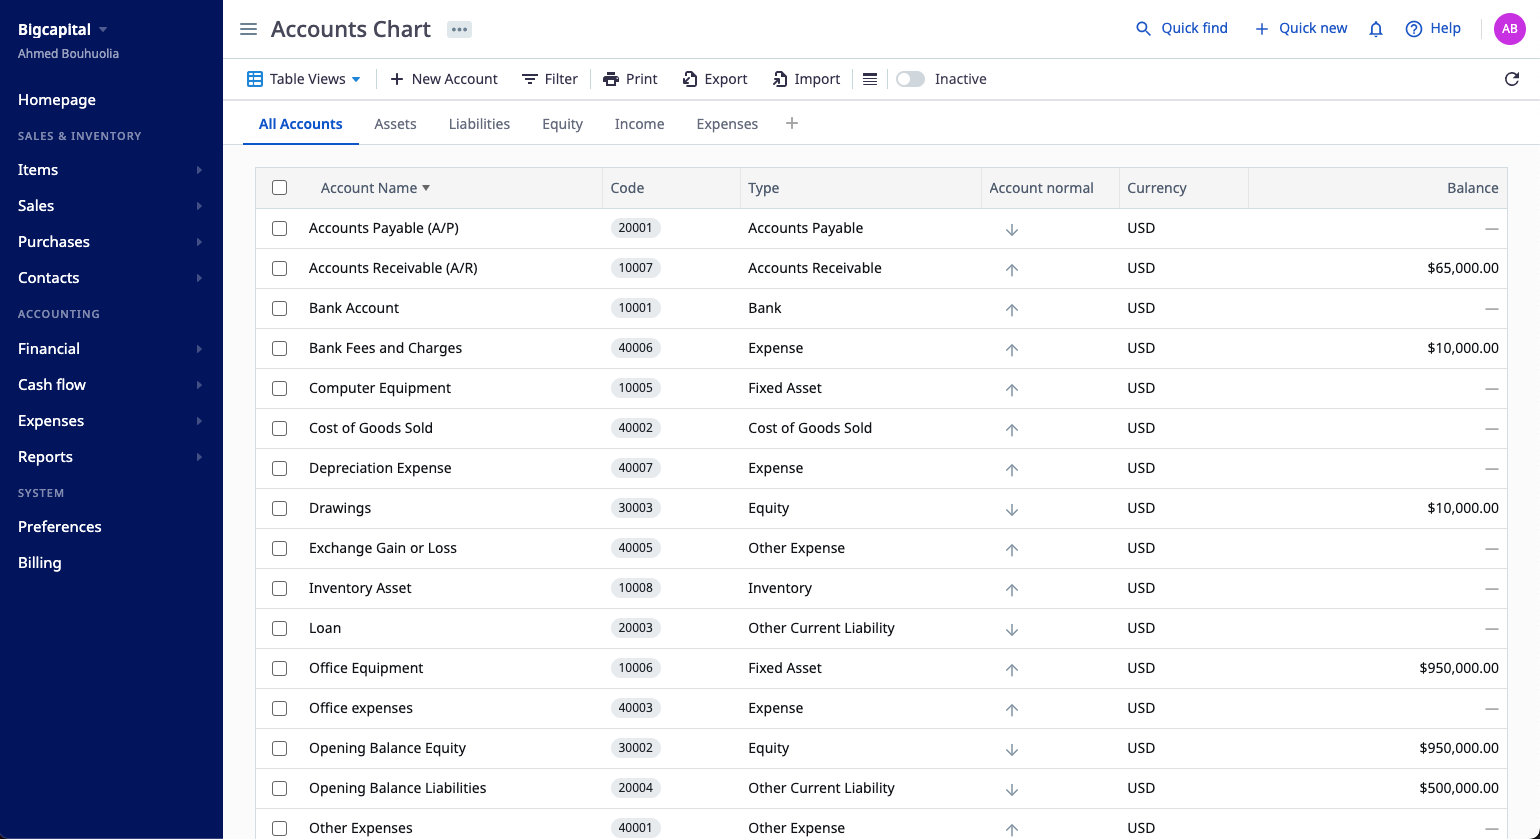 Bigcapital
Ahmed Bouhuolia
Homepage
SALES & INVENTORY
Items
Sales
Purchases
Contacts
ACCOUNTING
Financial
Cash flow
Expenses
Reports
SYSTEM
Preferences
Billing
Accounts Chart
Quick find
Quick new
Help
AB
Table Views
New Account
Filter
Print
Export
Import
Inactive
All Accounts Assets Liabilities Equity Income Expenses
Account Name Code Type Account normal Currency Balance
Accounts Payable (A/P) 20001 Accounts Payable USD —
Accounts Receivable (A/R) 10007 Accounts Receivable USD $65,000.00
Bank Account 10001 Bank USD —
Bank Fees and Charges 40006 Expense USD $10,000.00
Computer Equipment 10005 Fixed Asset USD —
Cost of Goods Sold 40002 Cost of Goods Sold USD —
Depreciation Expense 40007 Expense USD —
Drawings 30003 Equity USD $10,000.00
Exchange Gain or Loss 40005 Other Expense USD —
Inventory Asset 10008 Inventory USD —
Loan 20003 Other Current Liability USD —
Office Equipment 10006 Fixed Asset USD $950,000.00
Office expenses 40003 Expense USD —
Opening Balance Equity 30002 Equity USD $950,000.00
Opening Balance Liabilities 20004 Other Current Liability USD $500,000.00
Other Expenses 40001 Other Expense USD —